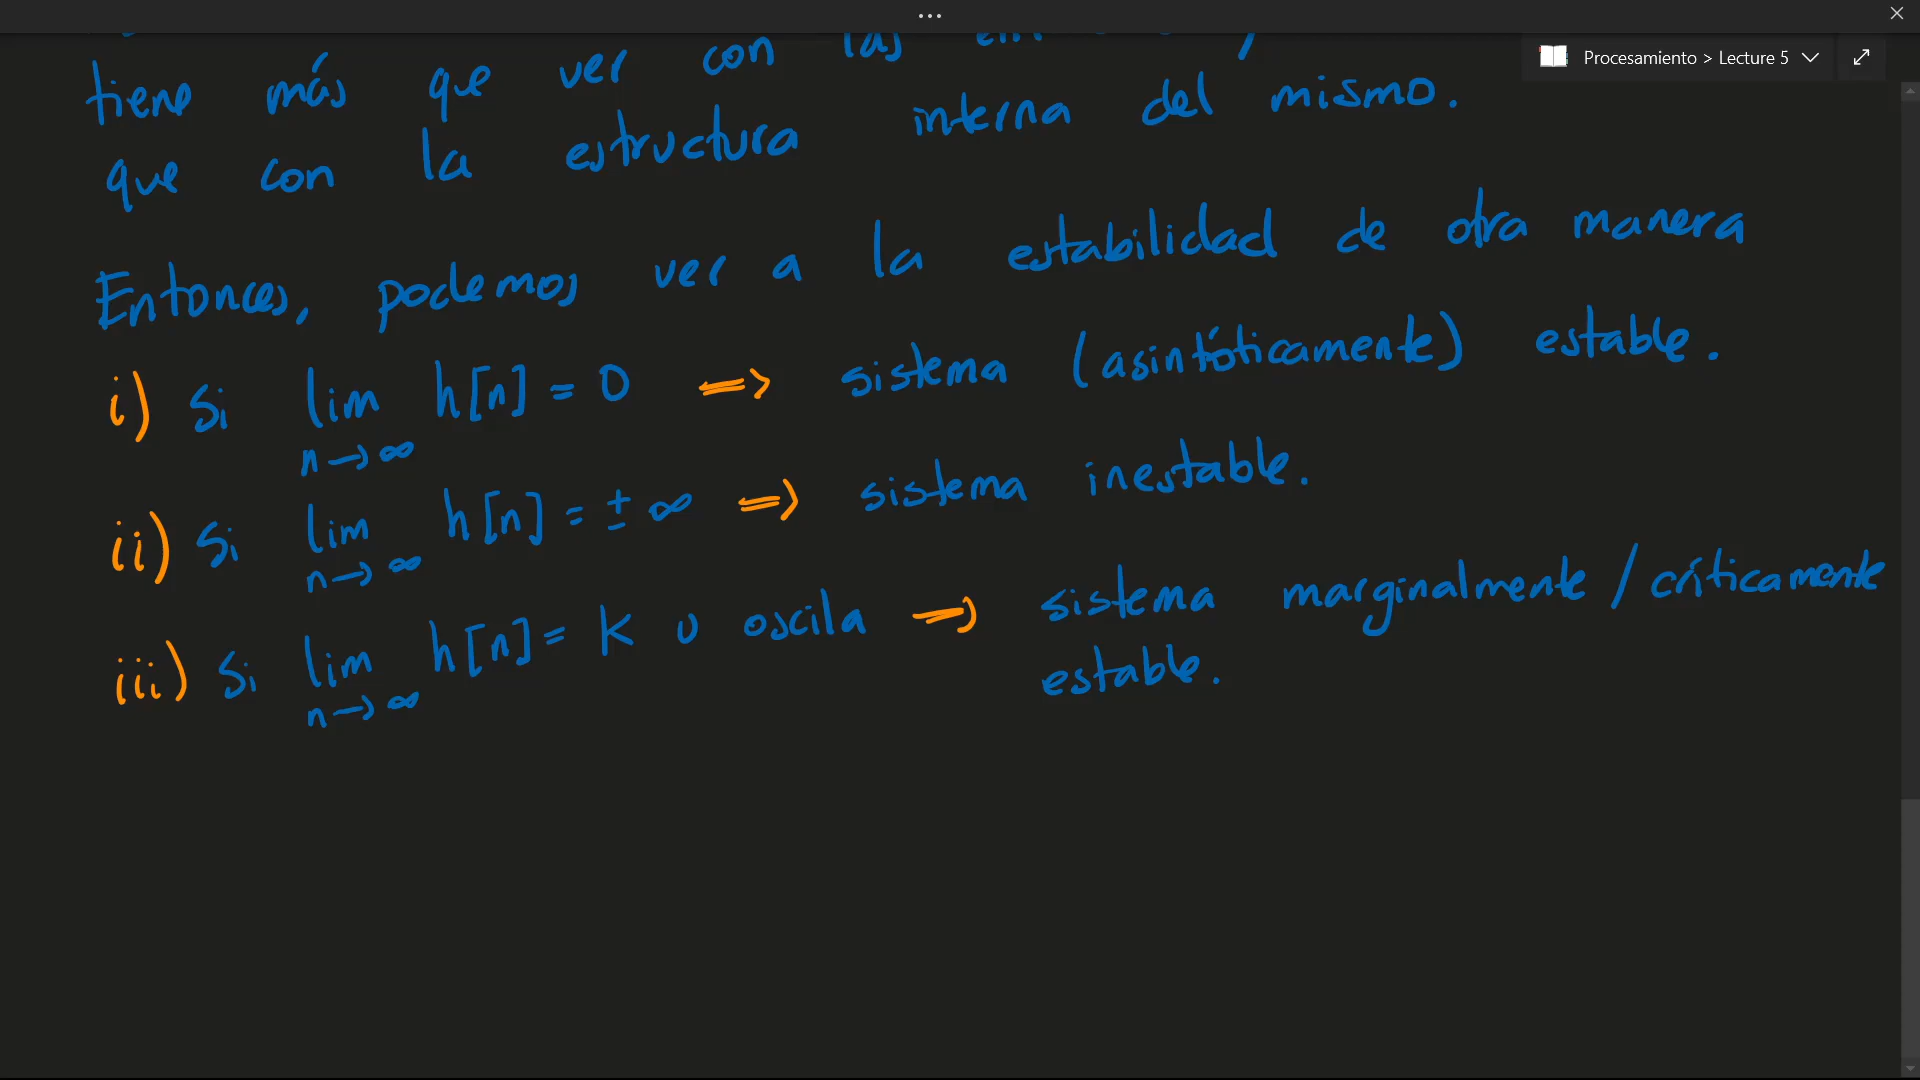 Procesamiento > Lecture 5
tiene más que ver con las
que con la estructura interna del mismo.
Entonces, podemos ver a la estabilidad de otra manera
i) Si lim h[n] = 0 => sistema (asintóticamente) estable.
n→∞
ii) Si lim h[n] = ±∞ => sistema inestable.
n→∞
iii) Si lim h[n] = K u oscila => sistema marginalmente / críticamente
n→∞
estable.